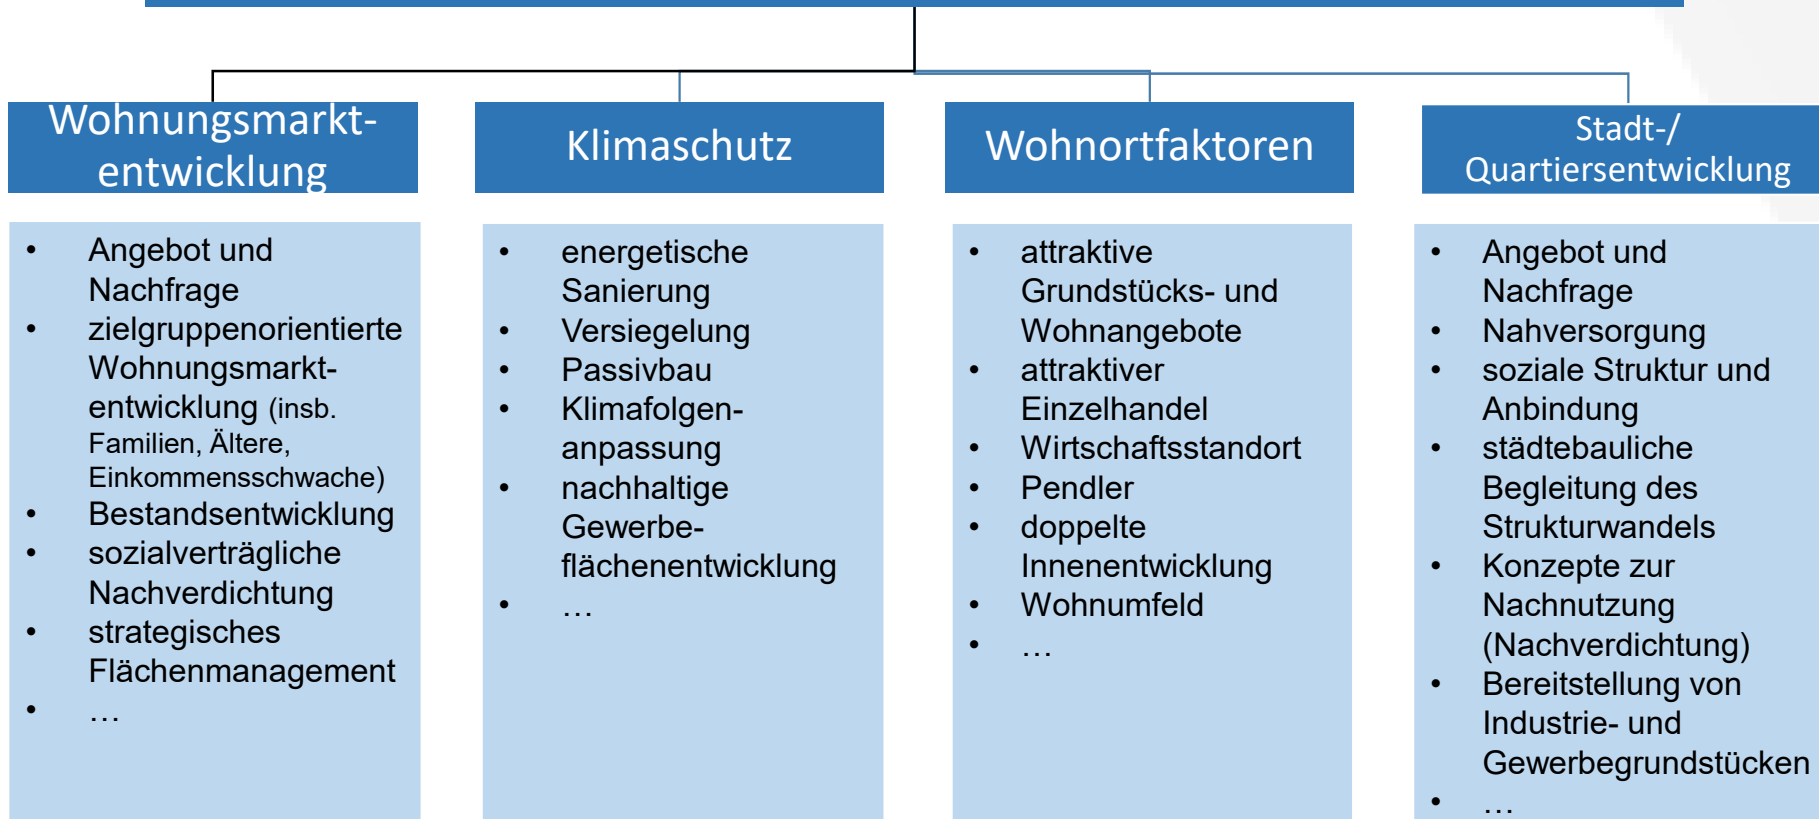 Wohnungsmarkt-
entwicklung
• Angebot und
Nachfrage
• zielgruppenorientierte
Wohnungsmarkt-
entwicklung (insb.
Familien, Ältere,
Einkommensschwache)
• Bestandsentwicklung
• sozialverträgliche
Nachverdichtung
• strategisches
Flächenmanagement
• …
Klimaschutz
• energetische
Sanierung
• Versiegelung
• Passivbau
• Klimafolgen-
anpassung
• nachhaltige
Gewerbe-
flächenentwicklung
• …
Wohnortfaktoren
• attraktive
Grundstücks- und
Wohnangebote
• attraktiver
Einzelhandel
• Wirtschaftsstandort
• Pendler
• doppelte
Innenentwicklung
• Wohnumfeld
• …
Stadt-/
Quartiersentwicklung
• Angebot und
Nachfrage
• Nahversorgung
• soziale Struktur und
Anbindung
• städtebauliche
Begleitung des
Strukturwandels
• Konzepte zur
Nachnutzung
(Nachverdichtung)
• Bereitstellung von
Industrie- und
Gewerbegrundstücken
• …